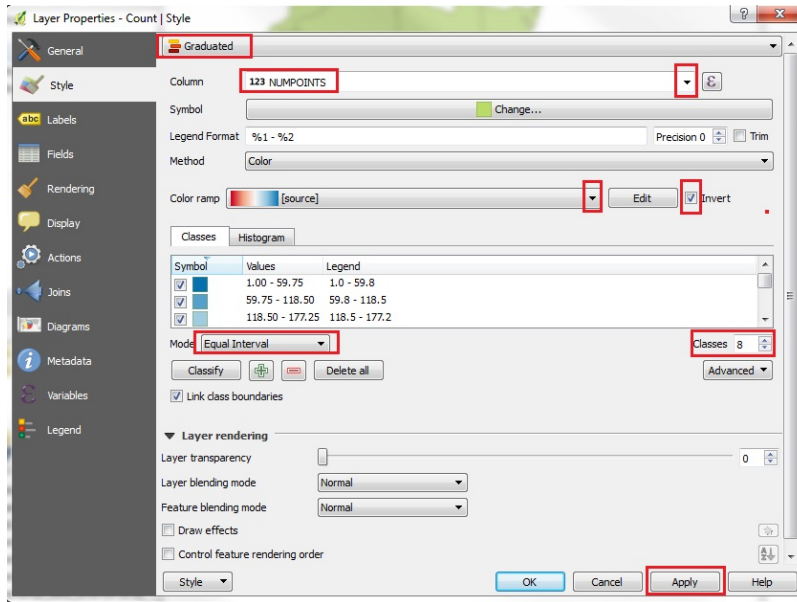 Layer Properties - Count | Style
General
Style
Labels
Fields
Rendering
Display
Actions
Joins
Diagrams
Metadata
Variables
Legend
Graduated
Column 123 NUMPOINTS ε
Symbol Change...
Legend Format %1 - %2 Precision 0 Trim
Method Color
Color ramp [source] Edit Invert
Classes Histogram
Symbol Values Legend
1.00 - 59.75 1.0 - 59.8
59.75 - 118.50 59.8 - 118.5
118.50 - 177.25 118.5 - 177.2
Mode Equal Interval Classes 8
Classify Delete all Advanced
Link class boundaries
Layer rendering
Layer transparency 0
Layer blending mode Normal
Feature blending mode Normal
Draw effects
Control feature rendering order
Style OK Cancel Apply Help